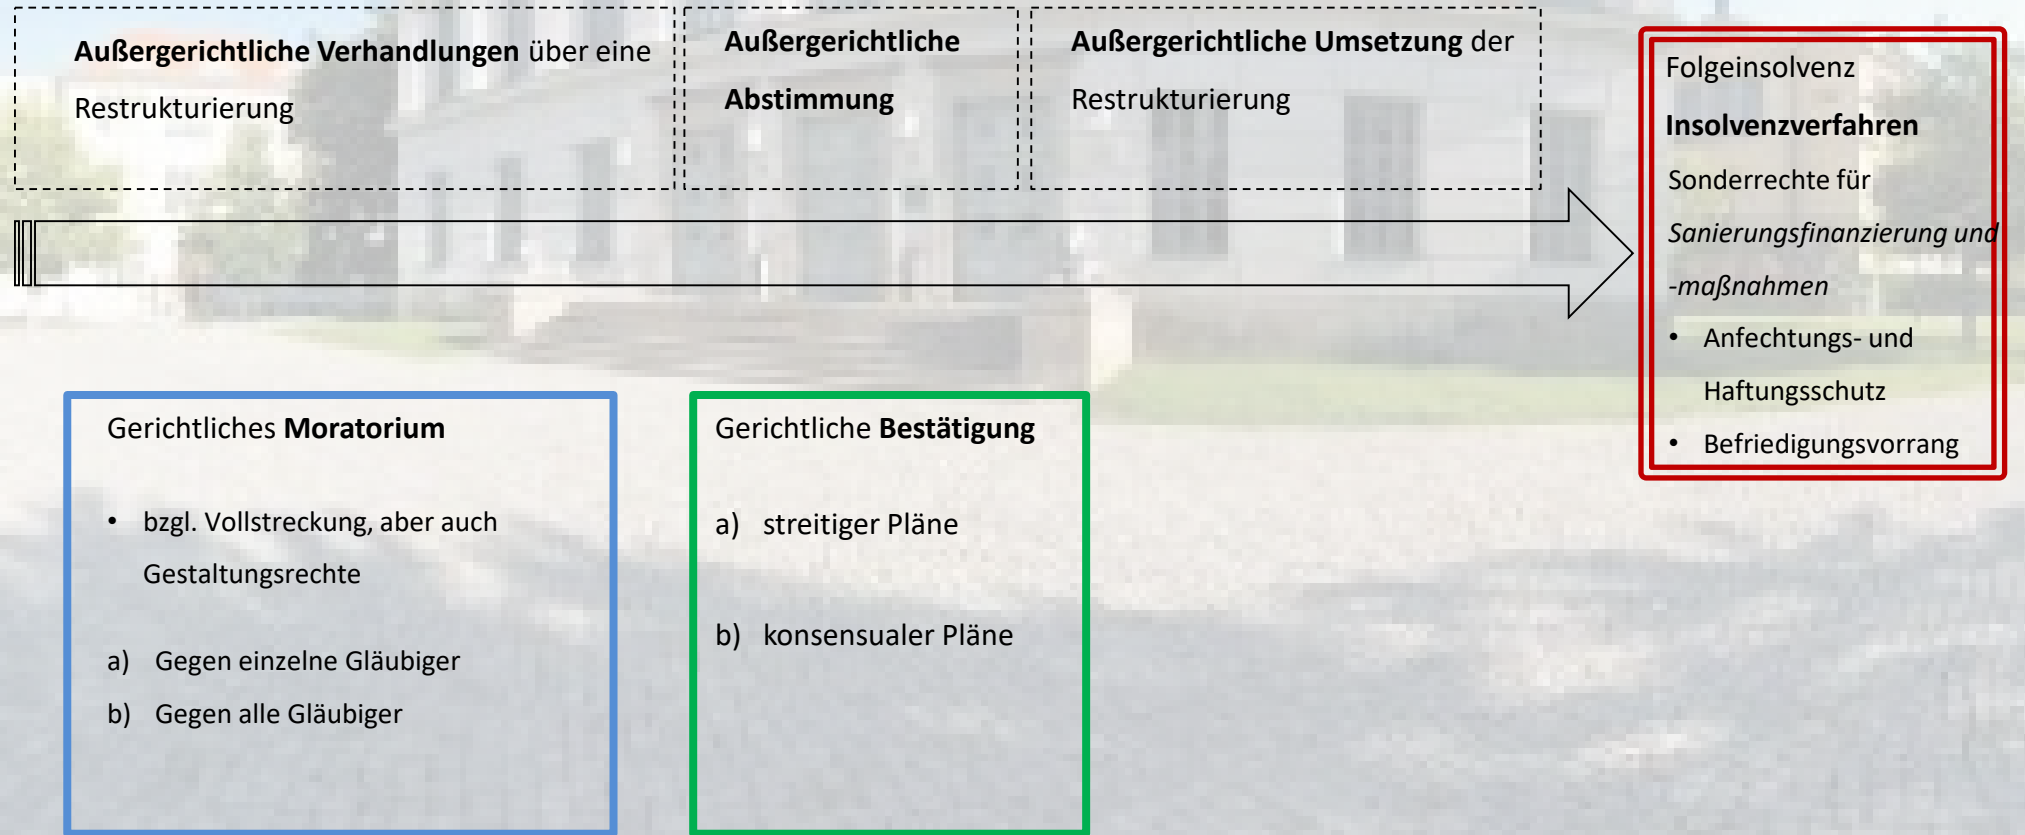 Außergerichtliche Verhandlungen über eine
Restrukturierung
Außergerichtliche
Abstimmung
Außergerichtliche Umsetzung der
Restrukturierung
Folgeinsolvenz
Insolvenzverfahren
Sonderrechte für
Sanierungsfinanzierung und
-maßnahmen
• Anfechtungs- und
Haftungsschutz
• Befriedigungsvorrang
Gerichtliches Moratorium
• bzgl. Vollstreckung, aber auch
Gestaltungsrechte
a) Gegen einzelne Gläubiger
b) Gegen alle Gläubiger
Gerichtliche Bestätigung
a) streitiger Pläne
b) konsensualer Pläne